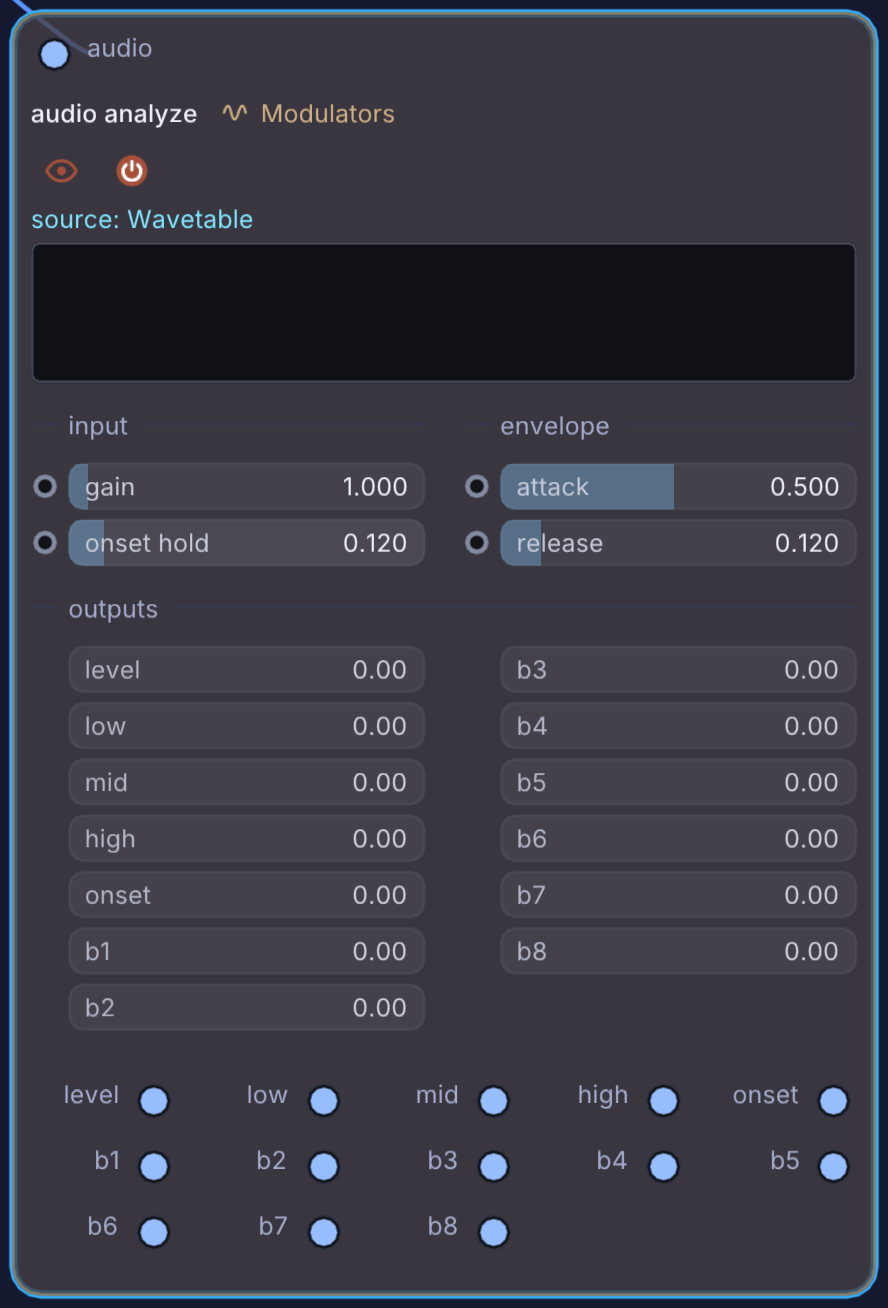 audio
audio analyze Modulators
source: Wavetable
input envelope
gain 1.000 attack 0.500
onset hold 0.120 release 0.120
outputs
level 0.00 b3 0.00
low 0.00 b4 0.00
mid 0.00 b5 0.00
high 0.00 b6 0.00
onset 0.00 b7 0.00
b1 0.00 b8 0.00
b2 0.00
level low mid high onset
b1 b2 b3 b4 b5
b6 b7 b8